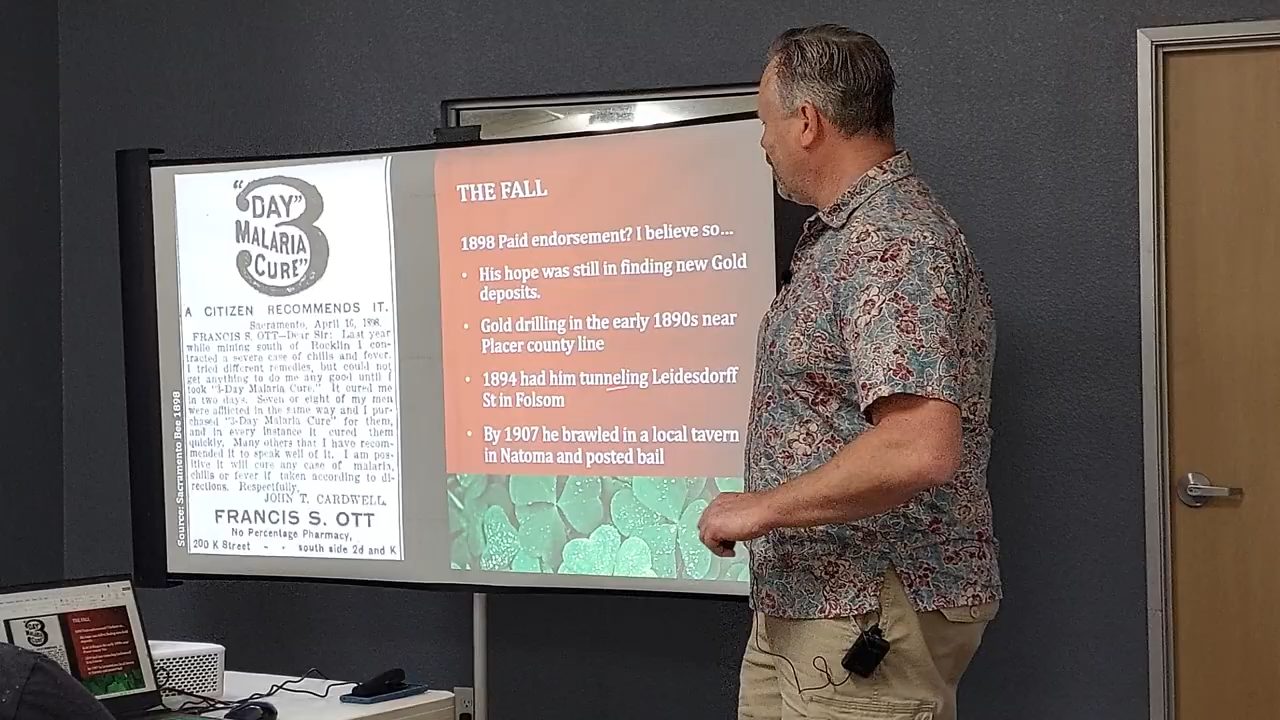 "3
DAY"
MALARIA
CURE"
A CITIZEN RECOMMENDS IT.
Sacramento, April 16, 1898.
FRANCIS S. OTT—Dear Sir: Last year
while mining south of Rocklin I con-
tracted a severe case of chills and fever.
I tried different remedies, but could not
get anything to do me any good until I
took "3-Day Malaria Cure." It cured me
in two days. Seven or eight of my men
were afflicted in the same way and I pur-
chased "3-Day Malaria Cure" for them,
and in every instance it cured them
quickly. Many others that I have recom-
mended it to speak well of it. I am pos-
itive it will cure any case of malaria,
chills or fever if taken according to di-
rections. Respectfully,
JOHN T. CARDWELL.
FRANCIS S. OTT
No Percentage Pharmacy,
200 K Street - - south side 2d and K
Source: Sacramento Bee 1898
THE FALL
1898 Paid endorsement? I believe so...
• His hope was still in finding new Gold
deposits.
• Gold drilling in the early 1890s near
Placer county line
• 1894 had him tunneling Leidesdorff
St in Folsom
• By 1907 he brawled in a local tavern
in Natoma and posted bail
THE FALL